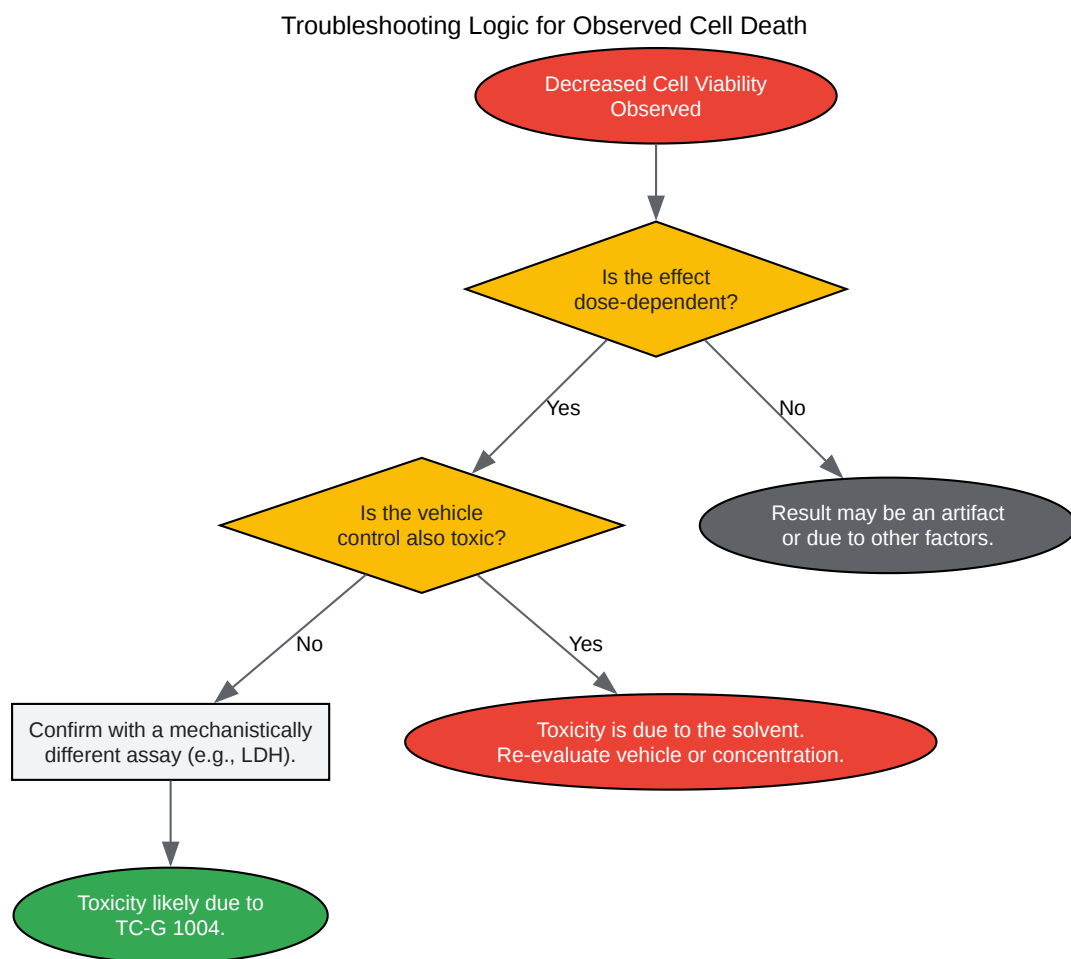 Troubleshooting Logic for Observed Cell Death
Decreased Cell Viability
Observed
Is the effect
dose-dependent?
Yes
No
Is the vehicle
control also toxic?
Result may be an artifact
or due to other factors.
No
Yes
Confirm with a mechanistically
different assay (e.g., LDH).
Toxicity is due to the solvent.
Re-evaluate vehicle or concentration.
Toxicity likely due to
TC-G 1004.